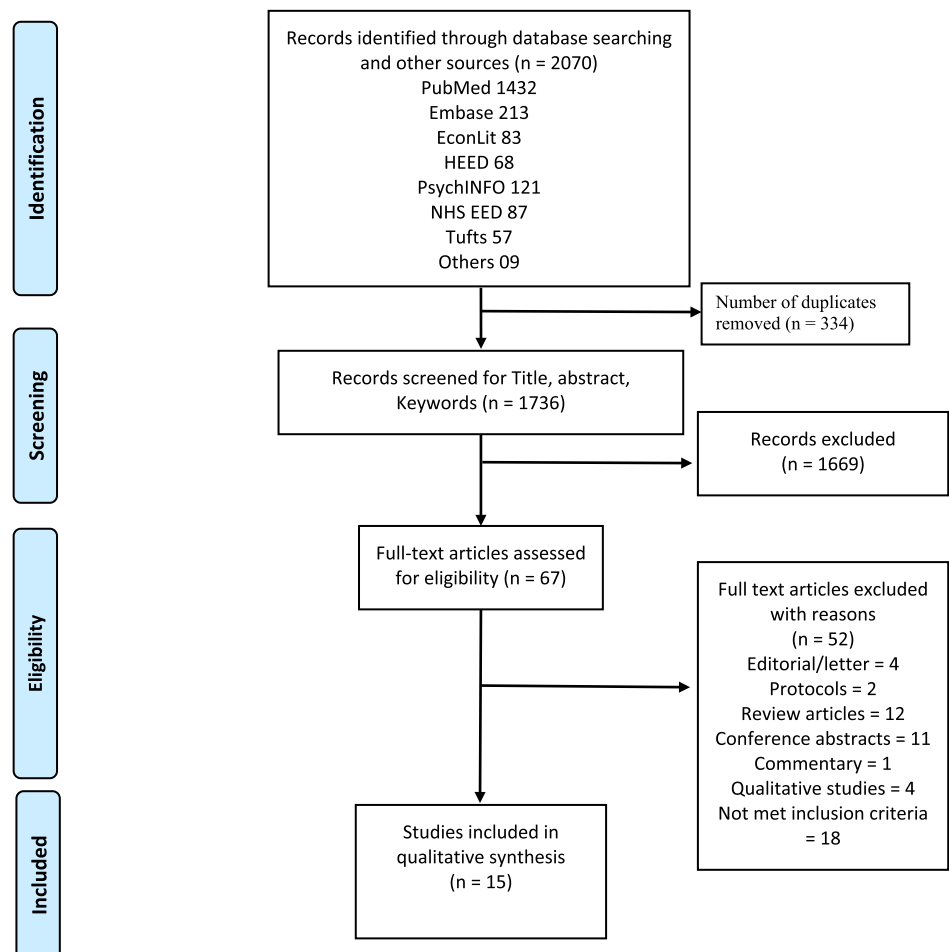 Identification
Records identified through database searching
and other sources (n = 2070)
PubMed 1432
Embase 213
EconLit 83
HEED 68
PsychINFO 121
NHS EED 87
Tufts 57
Others 09
Number of duplicates
removed (n = 334)
Screening
Records screened for Title, abstract,
Keywords (n = 1736)
Records excluded
(n = 1669)
Eligibility
Full-text articles assessed
for eligibility (n = 67)
Full text articles excluded
with reasons
(n = 52)
Editorial/letter = 4
Protocols = 2
Review articles = 12
Conference abstracts = 11
Commentary = 1
Qualitative studies = 4
Not met inclusion criteria
= 18
Included
Studies included in
qualitative synthesis
(n = 15)